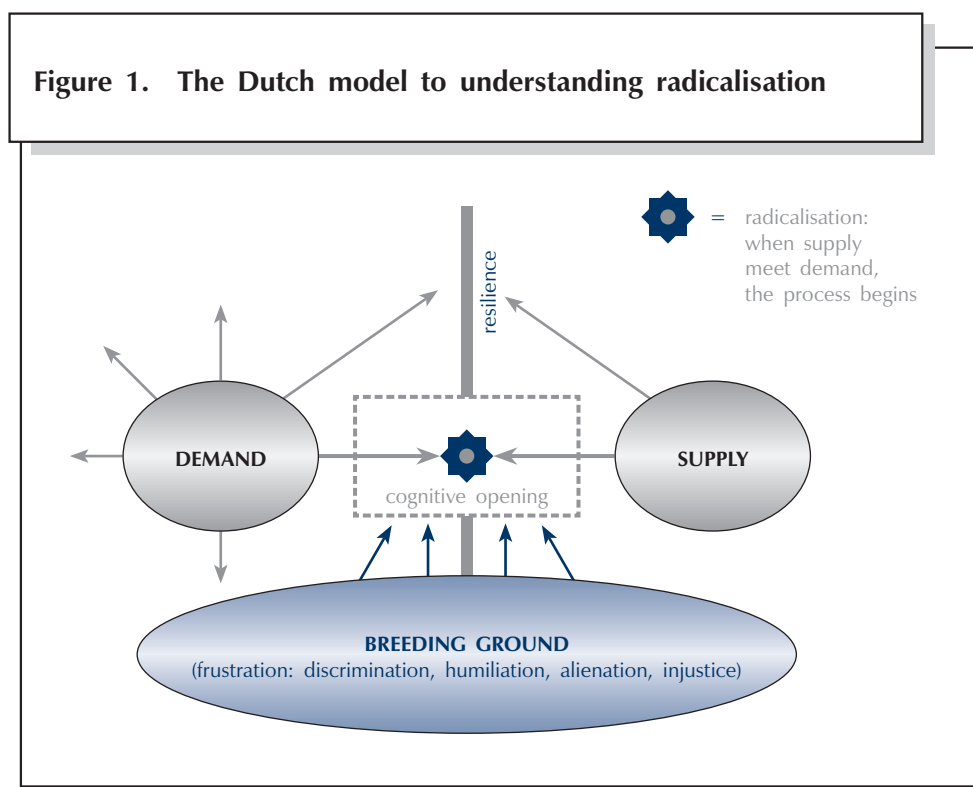 Figure 1. The Dutch model to understanding radicalisation
= radicalisation:
when supply
meet demand,
the process begins
resilience
DEMAND
SUPPLY
cognitive opening
BREEDING GROUND
(frustration: discrimination, humiliation, alienation, injustice)